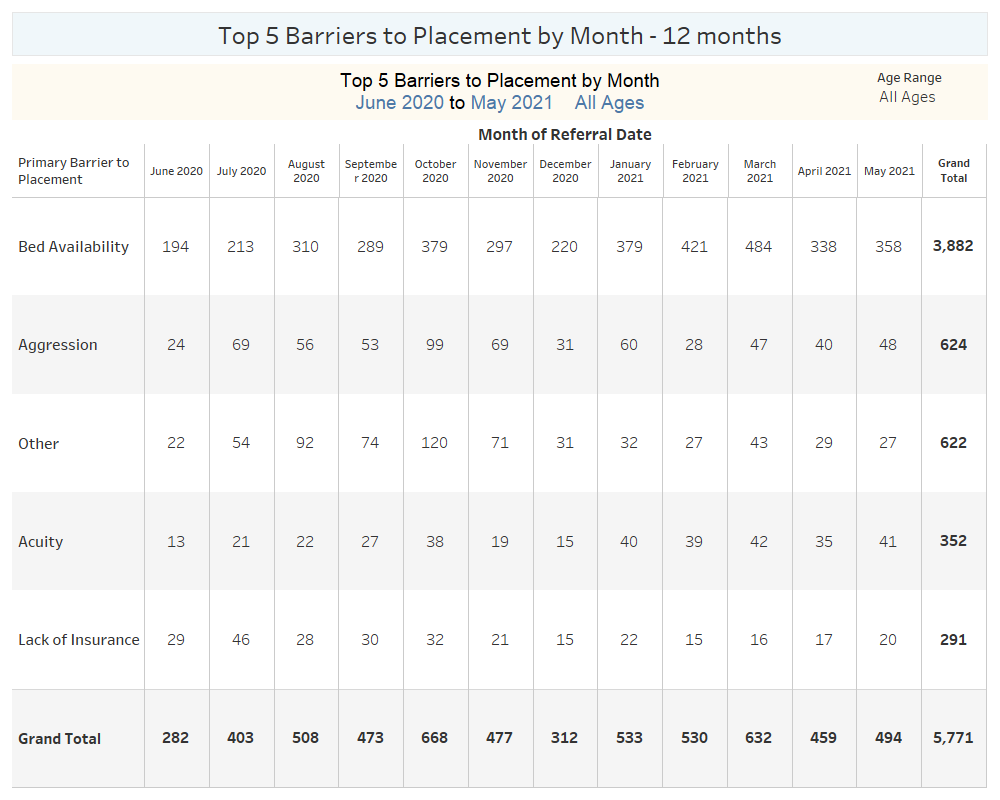 Top 5 Barriers to Placement by Month - 12 months
Top 5 Barriers to Placement by Month
June 2020 to May 2021 All Ages
Age Range
All Ages
Month of Referral Date
Primary Barrier to
Placement
June 2020
July 2020
August
2020
Septembe
r 2020
October
2020
November
2020
December
2020
January
2021
February
2021
March
2021
April 2021
May 2021
Grand
Total
Bed Availability 194 213 310 289 379 297 220 379 421 484 338 358 3,882
Aggression 24 69 56 53 99 69 31 60 28 47 40 48 624
Other 22 54 92 74 120 71 31 32 27 43 29 27 622
Acuity 13 21 22 27 38 19 15 40 39 42 35 41 352
Lack of Insurance 29 46 28 30 32 21 15 22 15 16 17 20 291
Grand Total 282 403 508 473 668 477 312 533 530 632 459 494 5,771